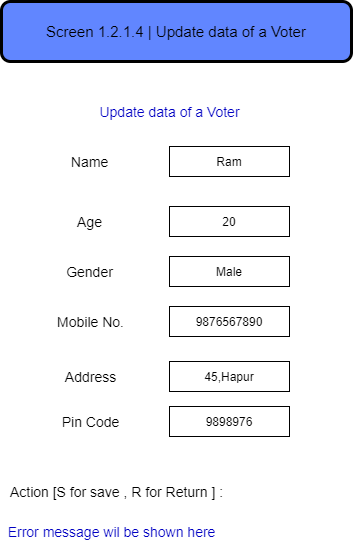 Screen 1.2.1.4 | Update data of a Voter
Update data of a Voter
Name Ram
Age 20
Gender Male
Mobile No. 9876567890
Address 45,Hapur
Pin Code 9898976
Action [S for save , R for Return ] :
Error message wil be shown here